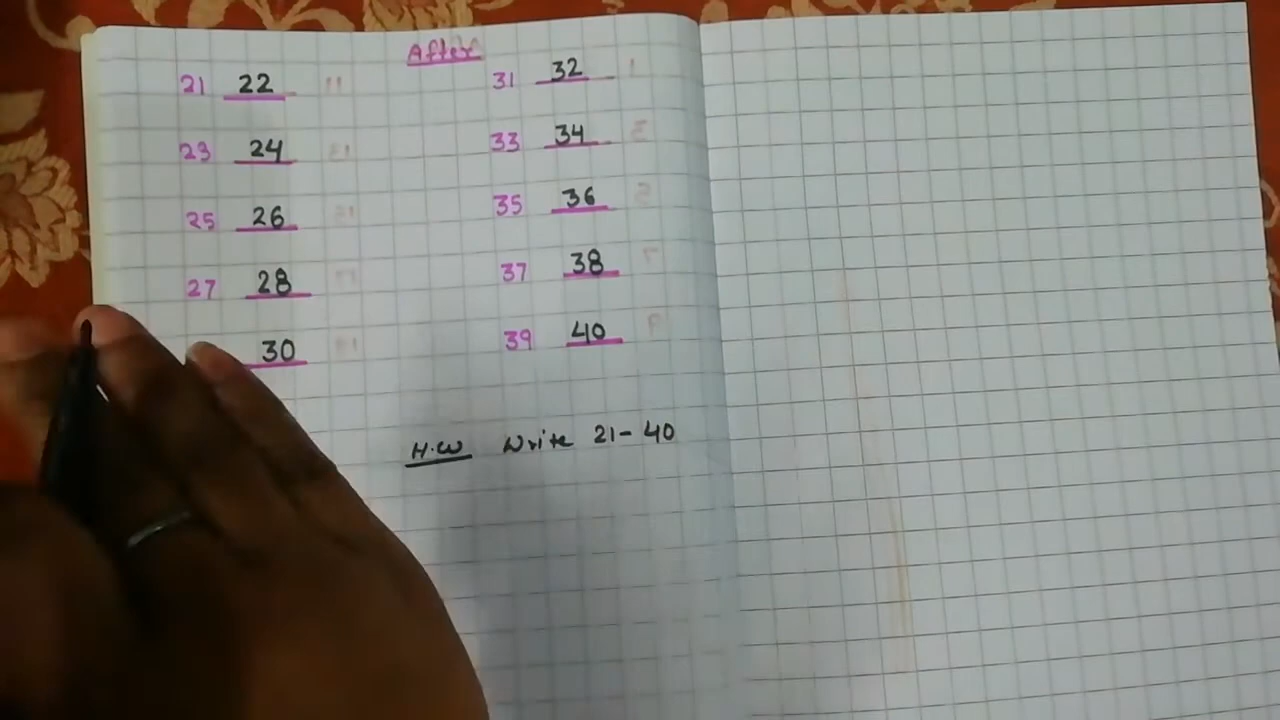 After
21 22 31 32
23 24 33 34
25 26 35 36
27 28 37 38
30 39 40
H.W Write 21-40